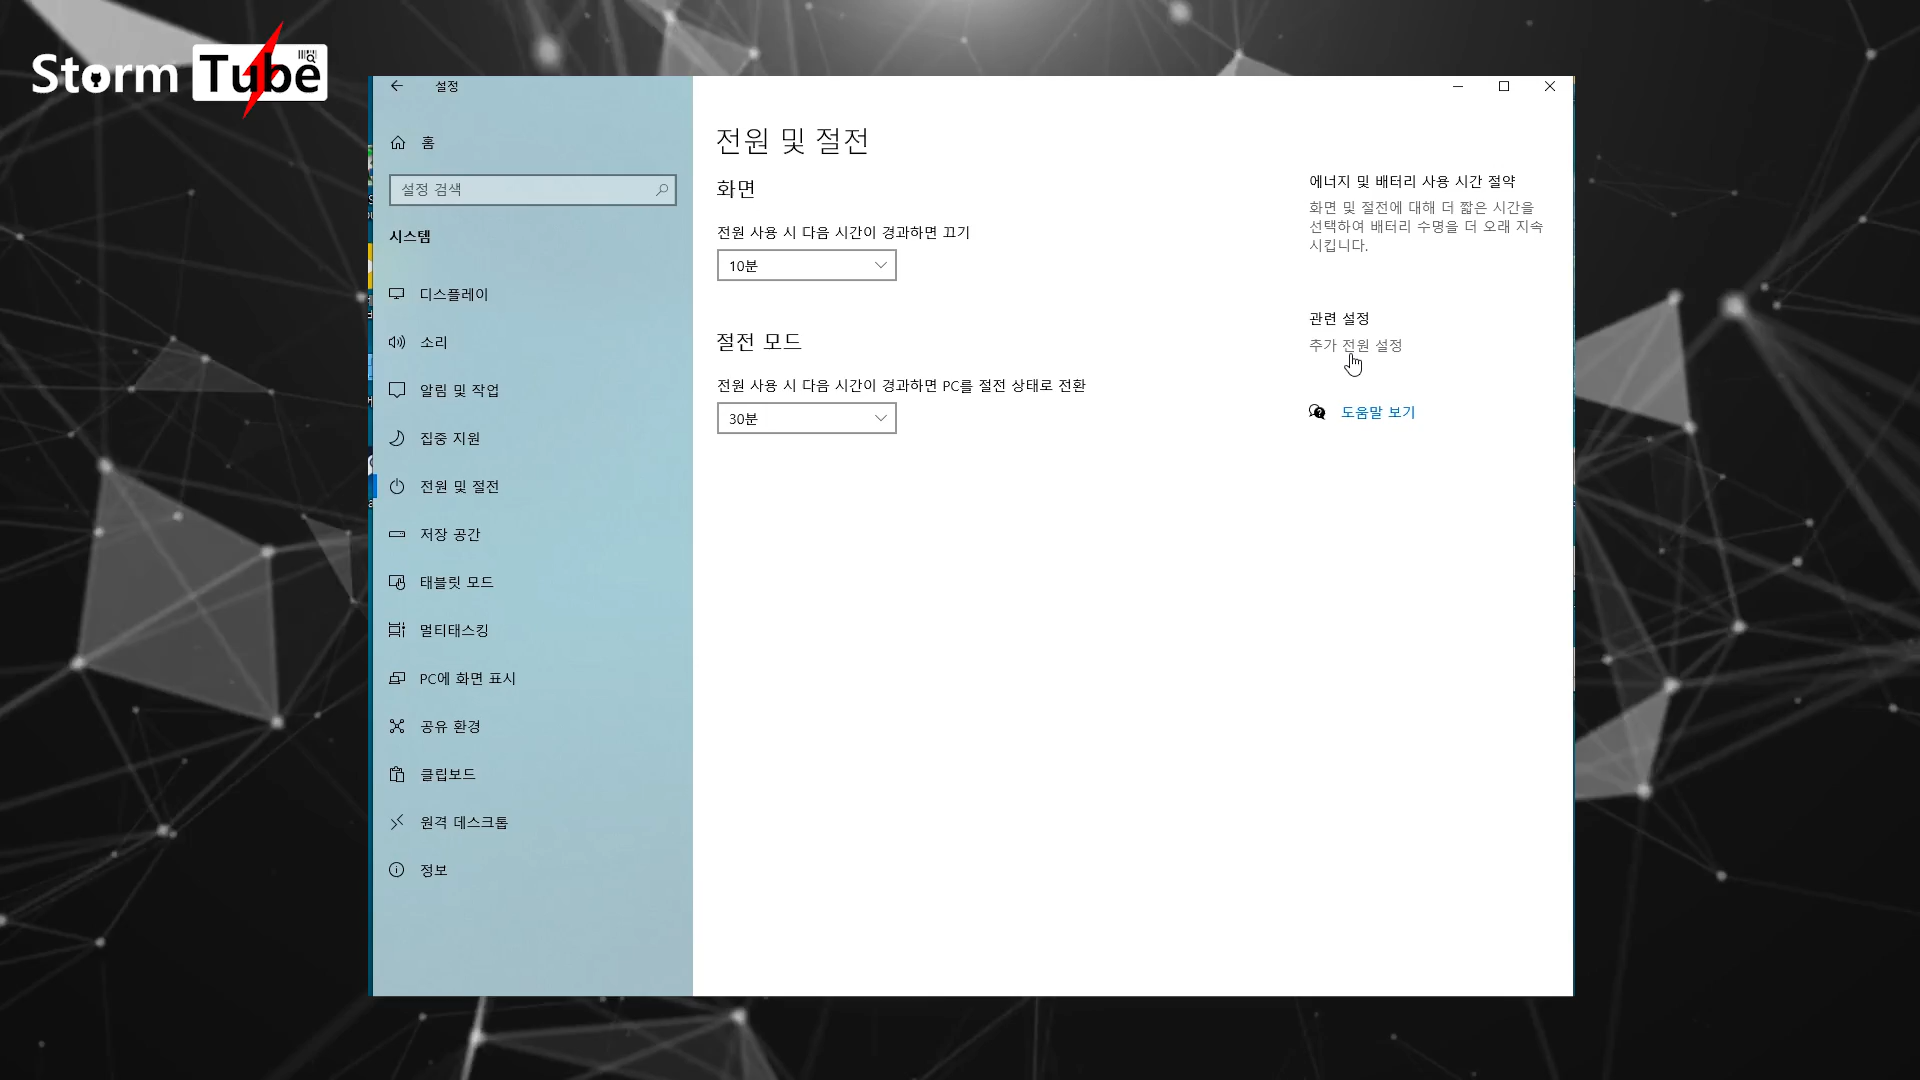 Storm Tube
설정
홈
설정 검색
시스템
디스플레이
소리
알림 및 작업
집중 지원
전원 및 절전
저장 공간
태블릿 모드
멀티태스킹
PC에 화면 표시
공유 환경
클립보드
원격 데스크톱
정보
전원 및 절전
화면
전원 사용 시 다음 시간이 경과하면 끄기
10분
절전 모드
전원 사용 시 다음 시간이 경과하면 PC를 절전 상태로 전환
30분
에너지 및 배터리 사용 시간 절약
화면 및 절전에 대해 더 짧은 시간을
선택하여 배터리 수명을 더 오래 지속
시킵니다.
관련 설정
추가 전원 설정
도움말 보기